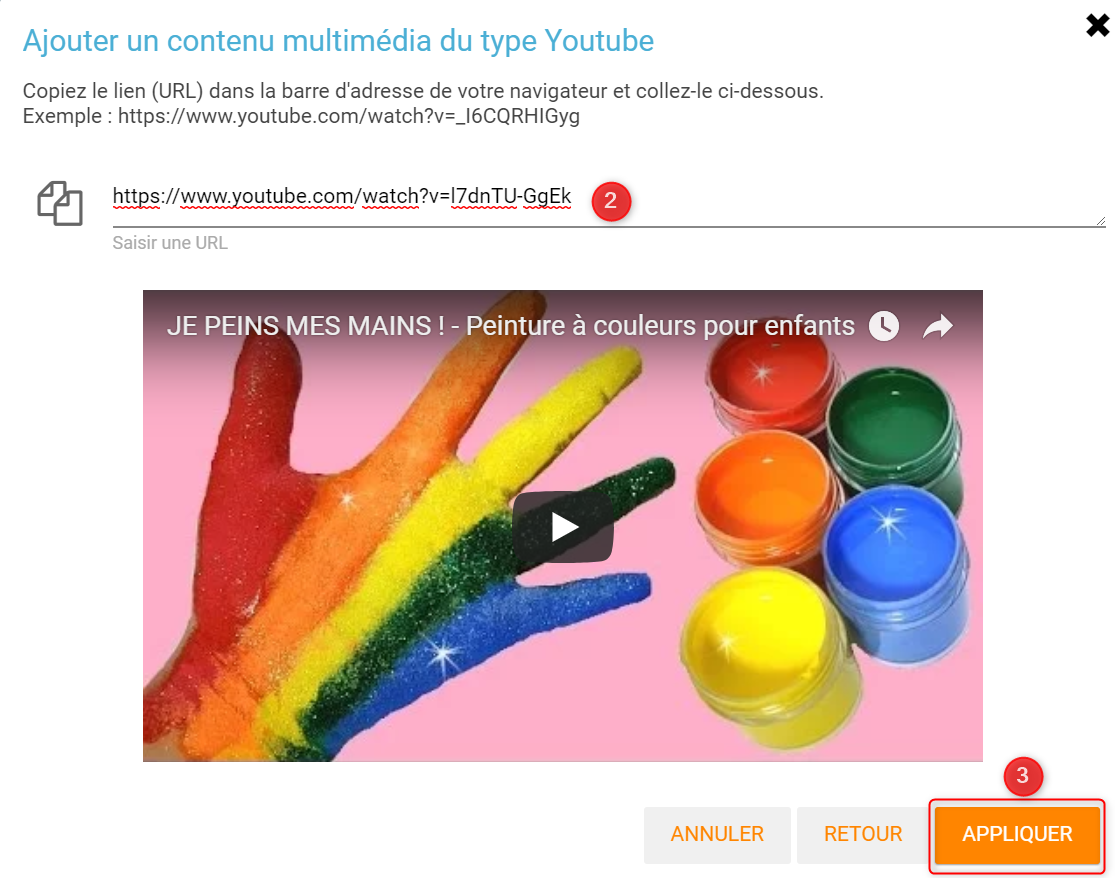 Ajouter un contenu multimédia du type Youtube
Copiez le lien (URL) dans la barre d'adresse de votre navigateur et collez-le ci-dessous.
Exemple : https://www.youtube.com/watch?v=_I6CQRHIGyg
https://www.youtube.com/watch?v=l7dnTU-GgEk
2
Saisir une URL
JE PEINS MES MAINS ! - Peinture à couleurs pour enfants
3
ANNULER
RETOUR
APPLIQUER